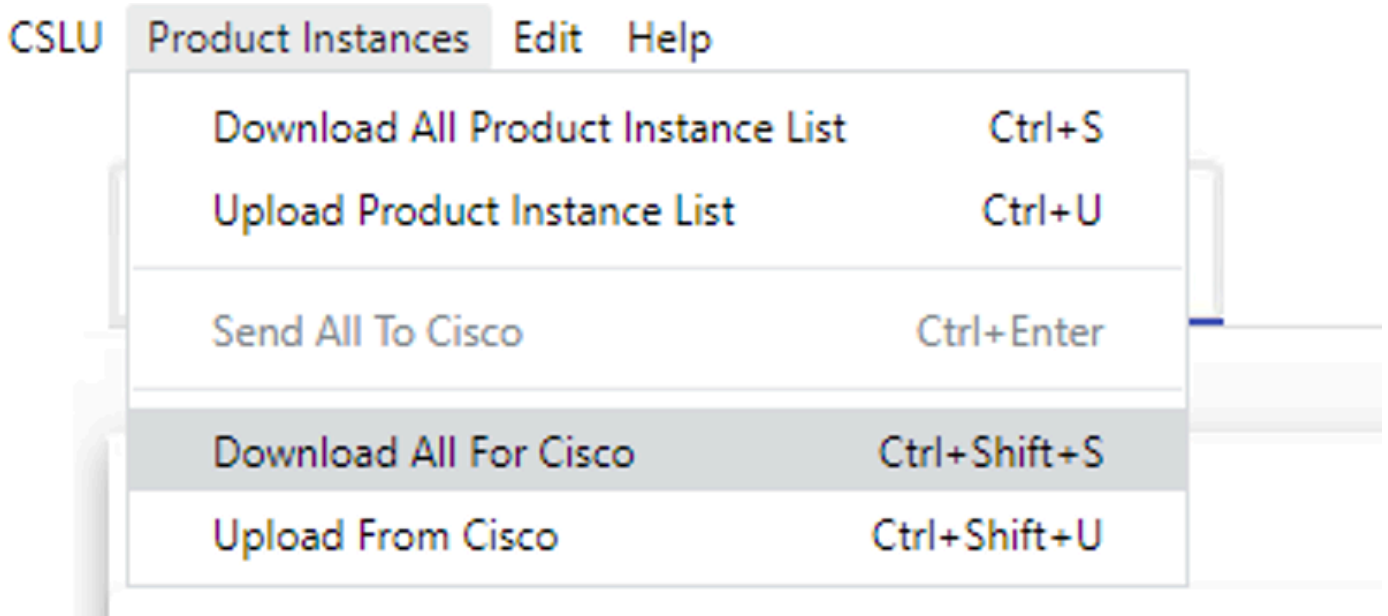 CSLU Product Instances Edit Help
Download All Product Instance List Ctrl+S
Upload Product Instance List Ctrl+U
Send All To Cisco Ctrl+Enter
Download All For Cisco Ctrl+Shift+S
Upload From Cisco Ctrl+Shift+U